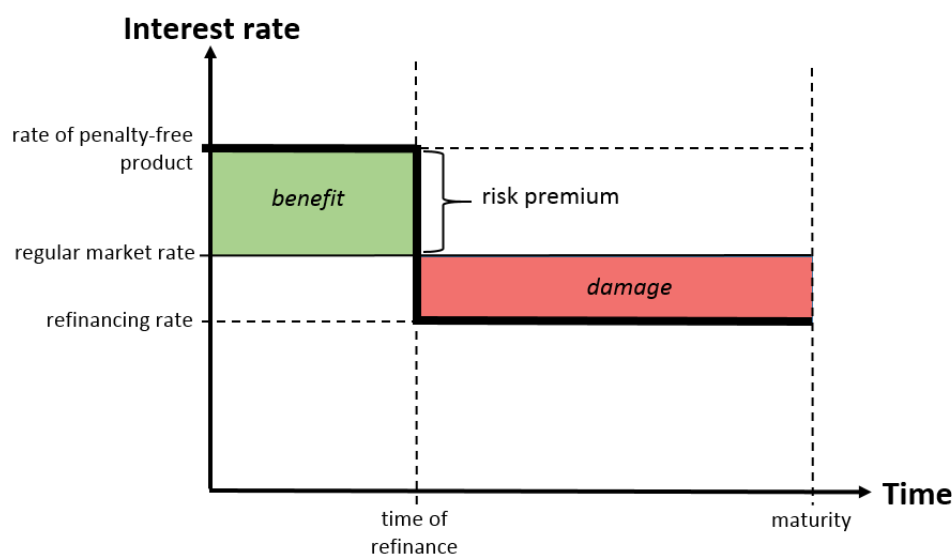 Interest rate
rate of penalty-free
product
benefit
risk premium
regular market rate
damage
refinancing rate
Time
time of
refinance
maturity